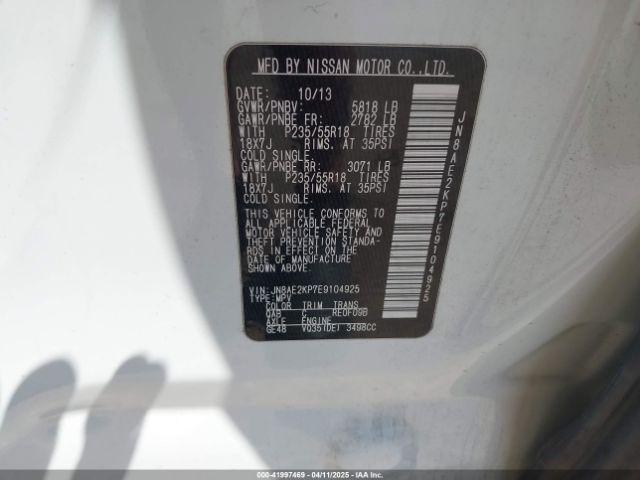 MFD BY NISSAN MOTOR CO.,LTD.
DATE: 10/13
GVWR/PNBV: 5818 LB
GAWR/PNBE FR: 2782 LB
WITH P235/55R18 TIRES
18X7J RIMS. AT 35PSI
COLD SINGLE.
GAWR/PNBE RR: 3071 LB
WITH P235/55R18 TIRES
18X7J RIMS. AT 35PSI
COLD SINGLE.
THIS VEHICLE CONFORMS TO
ALL APPLICABLE FEDERAL
MOTOR VEHICLE SAFETY AND
THEFT PREVENTION STANDA-
RDS IN EFFECT ON THE
DATE OF MANUFACTURE
SHOWN ABOVE.
VIN: JN8AE2KP7E9104925
TYPE:MPV
COLOR TRIM TRANS
QAB C RE0F09B
AXLE ENGINE
GE48 VQ35(DE) 3498CC
JN8AE2KP7E9104925
000-41997469 - 04/11/2025 - IAA Inc.